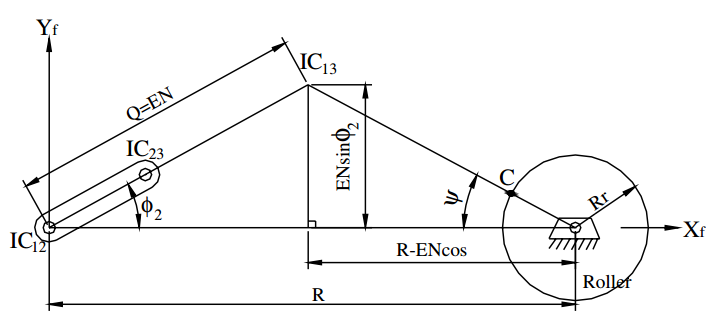 Yf
IC13
Q=EN
IC23
ENsinϕ2
C
Rr
ψ
ϕ2
IC12
Xf
R-ENcos
Roller
R